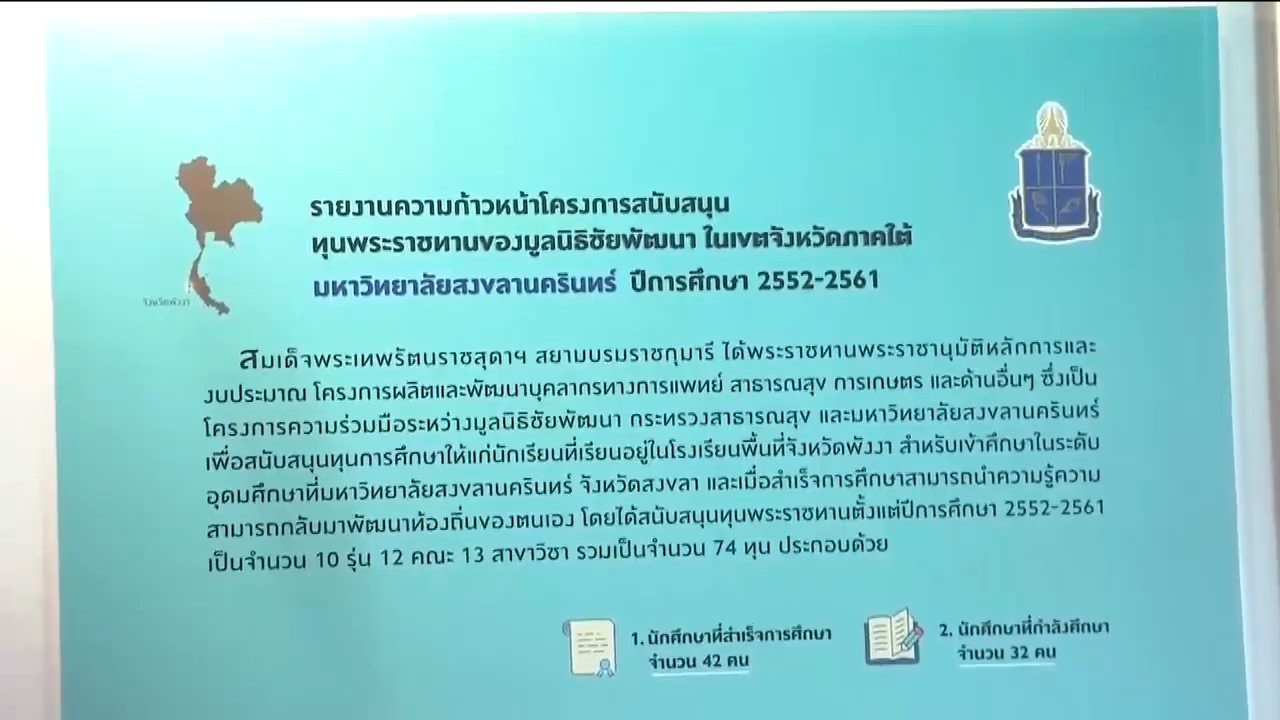 รายงานความก้าวหน้าโครงการสนับสนุน
ทุนพระราชทานของมูลนิธิชัยพัฒนา ในเขตจังหวัดภาคใต้
มหาวิทยาลัยสงขลานครินทร์ ปีการศึกษา 2552-2561
จังหวัดพังงา
สมเด็จพระเทพรัตนราชสุดาฯ สยามบรมราชกุมารี ได้พระราชทานพระราชานุมัติหลักการและ
งบประมาณ โครงการผลิตและพัฒนาบุคลากรทางการแพทย์ สาธารณสุข การเกษตร และด้านอื่นๆ ซึ่งเป็น
โครงการความร่วมมือระหว่างมูลนิธิชัยพัฒนา กระทรวงสาธารณสุข และมหาวิทยาลัยสงขลานครินทร์
เพื่อสนับสนุนทุนการศึกษาให้แก่นักเรียนที่เรียนอยู่ในโรงเรียนพื้นที่จังหวัดพังงา สำหรับเข้าศึกษาในระดับ
อุดมศึกษาที่มหาวิทยาลัยสงขลานครินทร์ จังหวัดสงขลา และเมื่อสำเร็จการศึกษาสามารถนำความรู้ความ
สามารถกลับมาพัฒนาท้องถิ่นของตนเอง โดยได้สนับสนุนทุนพระราชทานตั้งแต่ปีการศึกษา 2552-2561
เป็นจำนวน 10 รุ่น 12 คณะ 13 สาขาวิชา รวมเป็นจำนวน 74 ทุน ประกอบด้วย
1. นักศึกษาที่สำเร็จการศึกษา
จำนวน 42 คน
2. นักศึกษาที่กำลังศึกษา
จำนวน 32 คน